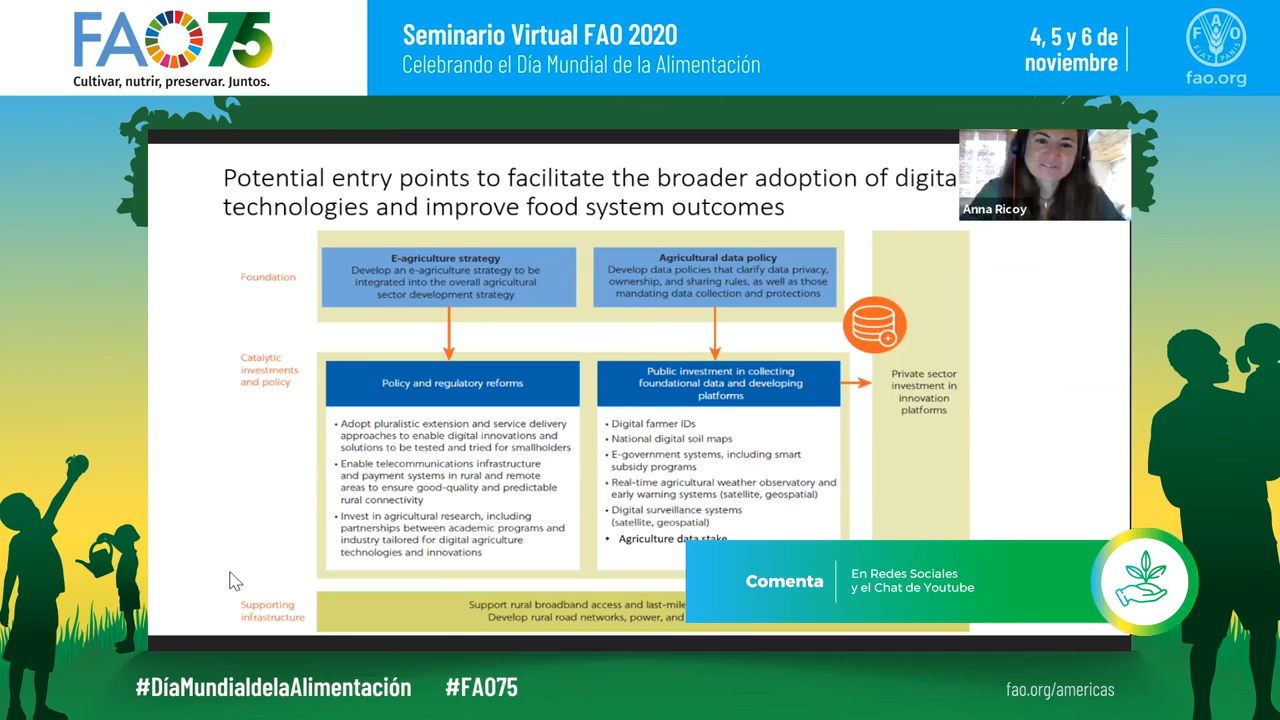 FAO75
Cultivar, nutrir, preservar. Juntos.
Seminario Virtual FAO 2020
Celebrando el Día Mundial de la Alimentación
4, 5 y 6 de
noviembre
FAO
FIAT PANIS
fao.org
Potential entry points to facilitate the broader adoption of digita
technologies and improve food system outcomes
Anna Ricoy
Foundation
E-agriculture strategy
Develop an e-agriculture strategy to be
integrated into the overall agricultural
sector development strategy
Agricultural data policy
Develop data policies that clarify data privacy,
ownership, and sharing rules, as well as those
mandating data collection and protections
Catalytic
investments
and policy
Policy and regulatory reforms
• Adopt pluralistic extension and service delivery
approaches to enable digital innovations and
solutions to be tested and tried for smallholders
• Enable telecommunications infrastructure
and payment systems in rural and remote
areas to ensure good-quality and predictable
rural connectivity
• Invest in agricultural research, including
partnerships between academic programs and
industry tailored for digital agriculture
technologies and innovations
Public investment in collecting
foundational data and developing
platforms
• Digital farmer IDs
• National digital soil maps
• E-government systems, including smart
subsidy programs
• Real-time agricultural weather observatory and
early warning systems (satellite, geospatial)
• Digital surveillance systems
(satellite, geospatial)
• Agriculture data stake
Private sector
investment in
innovation
platforms
Supporting
infrastructure
Support rural broadband access and last-mile
Develop rural road networks, power, and
Comenta
En Redes Sociales
y el Chat de Youtube
#DíaMundialdelaAlimentación
#FAO75
fao.org/americas